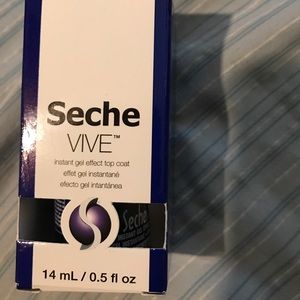 Seche
VIVE™
instant gel effect top coat
effet gel instantané
efecto gel intantánea
Seche
14 mL / 0.5 fl oz